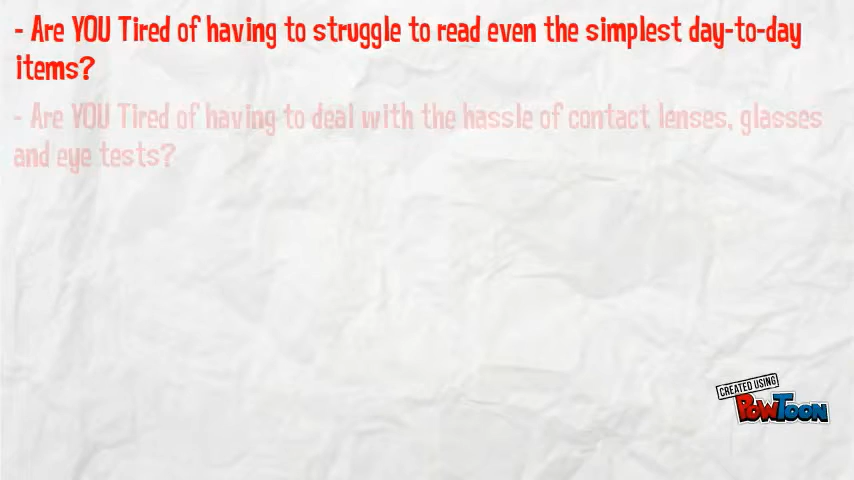 - Are YOU Tired of having to struggle to read even the simplest day-to-day
items?
- Are YOU Tired of having to deal with the hassle of contact lenses, glasses
and eye tests?
CREATED USING
POWTOON